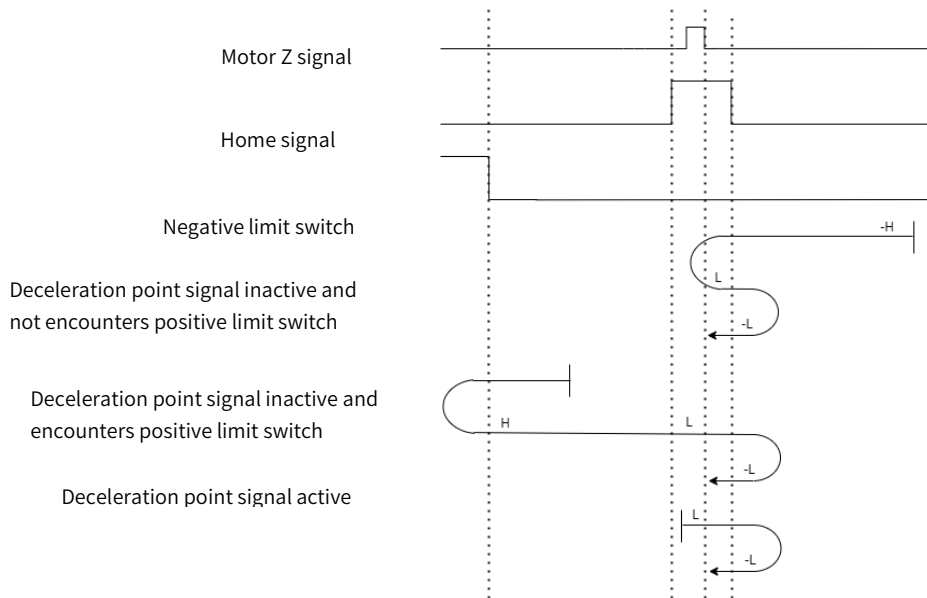 Motor Z signal
Home signal
Negative limit switch
-H
L
Deceleration point signal inactive and
not encounters positive limit switch
-L
Deceleration point signal inactive and
encounters positive limit switch
H
L
-L
Deceleration point signal active
L
-L